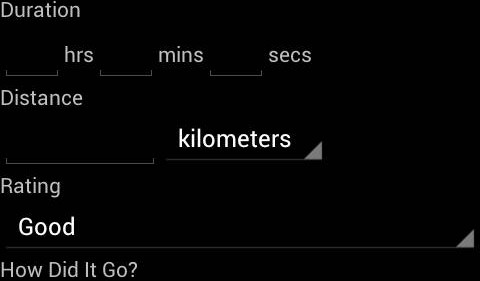 Duration
hrs mins secs
Distance
kilometers
Rating
Good
How Did It Go?